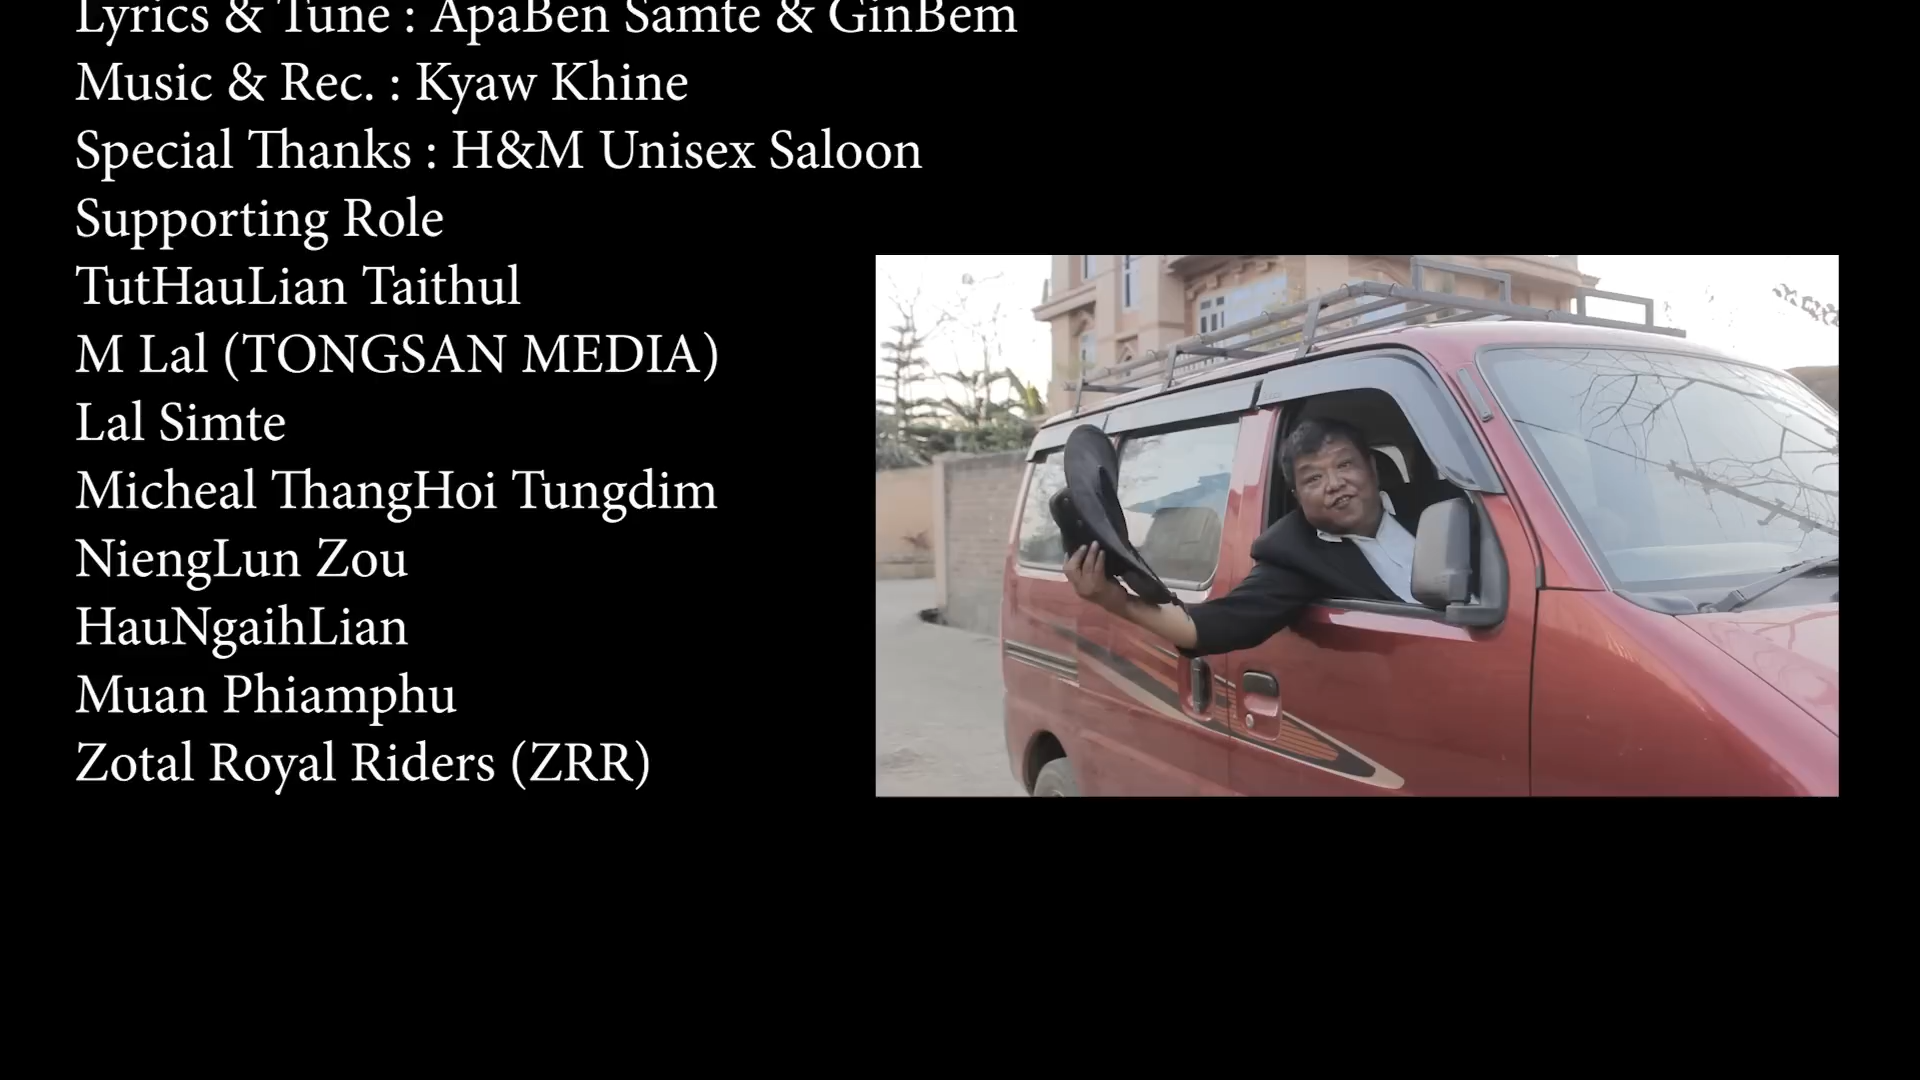 Lyrics & Tune : ApaBen Samte & GinBem
Music & Rec. : Kyaw Khine
Special Thanks : H&M Unisex Saloon
Supporting Role
TutHauLian Taithul
M Lal (TONGSAN MEDIA)
Lal Simte
Micheal ThangHoi Tungdim
NiengLun Zou
HauNgaihLian
Muan Phiamphu
Zotal Royal Riders (ZRR)